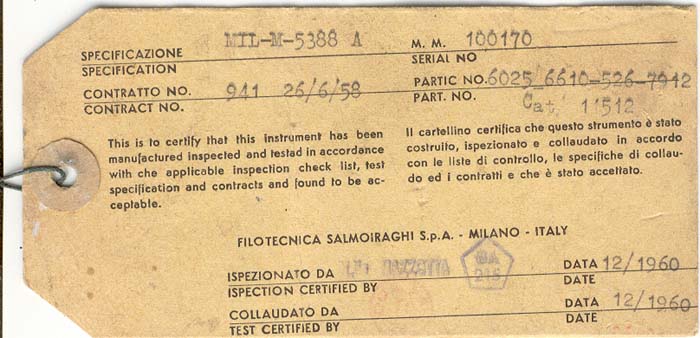 SPECIFICAZIONE MIL-M-5388 A M. M. 100170
SPECIFICATION SERIAL NO
CONTRATTO NO. 941 26/6/58 PARTIC NO. 6025 6610-526-7942
CONTRACT NO. PART. NO. Cat. 11512
This is to certify that this instrument has been
manufactured inspected and testad in accordance
with che applicable inspection check list, test
specification and contracts and found to be ac-
ceptable.
Il cartellino certifica che questo strumento è stato
costruito, ispezionato e collaudato in accordo
con le liste di controllo, le specifiche di collau-
do ed i contratti e che è stato accettato.
FILOTECNICA SALMOIRAGHI S.p.A. - MILANO - ITALY
ISPEZIONATO DA DATA 12/1960
ISPECTION CERTIFIED BY DATE
COLLAUDATO DA DATA 12/1960
TEST CERTIFIED BY DATE